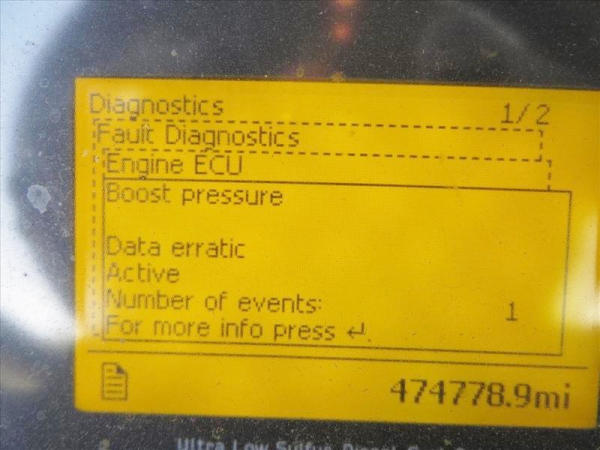 Diagnostics 1/2
Fault Diagnostics
Engine ECU
Boost pressure
Data erratic
Active
Number of events: 1
For more info press ↵
474778.9mi
Ultra Low Sulfur Diesel Fuel